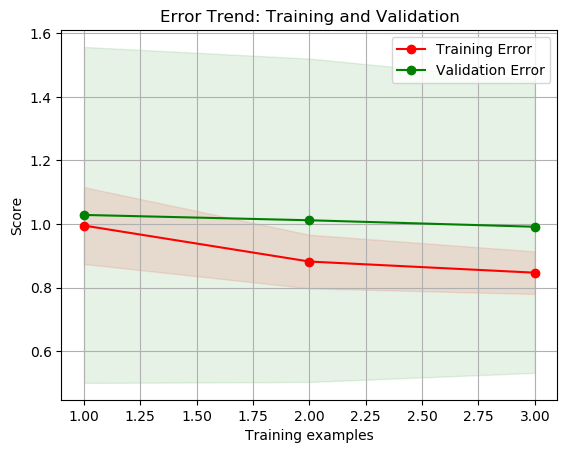 Error Trend: Training and Validation
Training Error
Validation Error
Score
1.6
1.4
1.2
1.0
0.8
0.6
1.00 1.25 1.50 1.75 2.00 2.25 2.50 2.75 3.00
Training examples